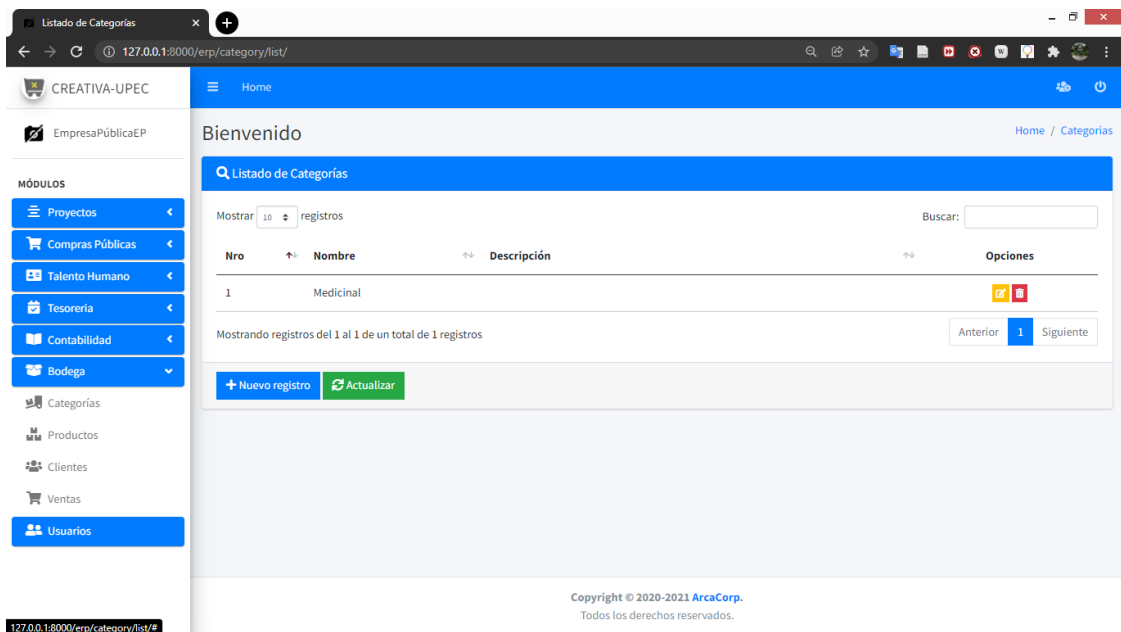 Listado de Categorías
127.0.0.1:8000/erp/category/list/
CREATIVA-UPEC
Home
EmpresaPúblicaEP
Bienvenido
Home / Categorias
MÓDULOS
Proyectos
Compras Públicas
Talento Humano
Tesoreria
Contabilidad
Bodega
Categorías
Productos
Clientes
Ventas
Usuarios
Listado de Categorías
Mostrar 10 registros
Buscar:
Nro Nombre Descripción Opciones
1 Medicinal
Mostrando registros del 1 al 1 de un total de 1 registros
Anterior 1 Siguiente
Nuevo registro Actualizar
Copyright © 2020-2021 ArcaCorp.
Todos los derechos reservados.
127.0.0.1:8000/erp/category/list/#